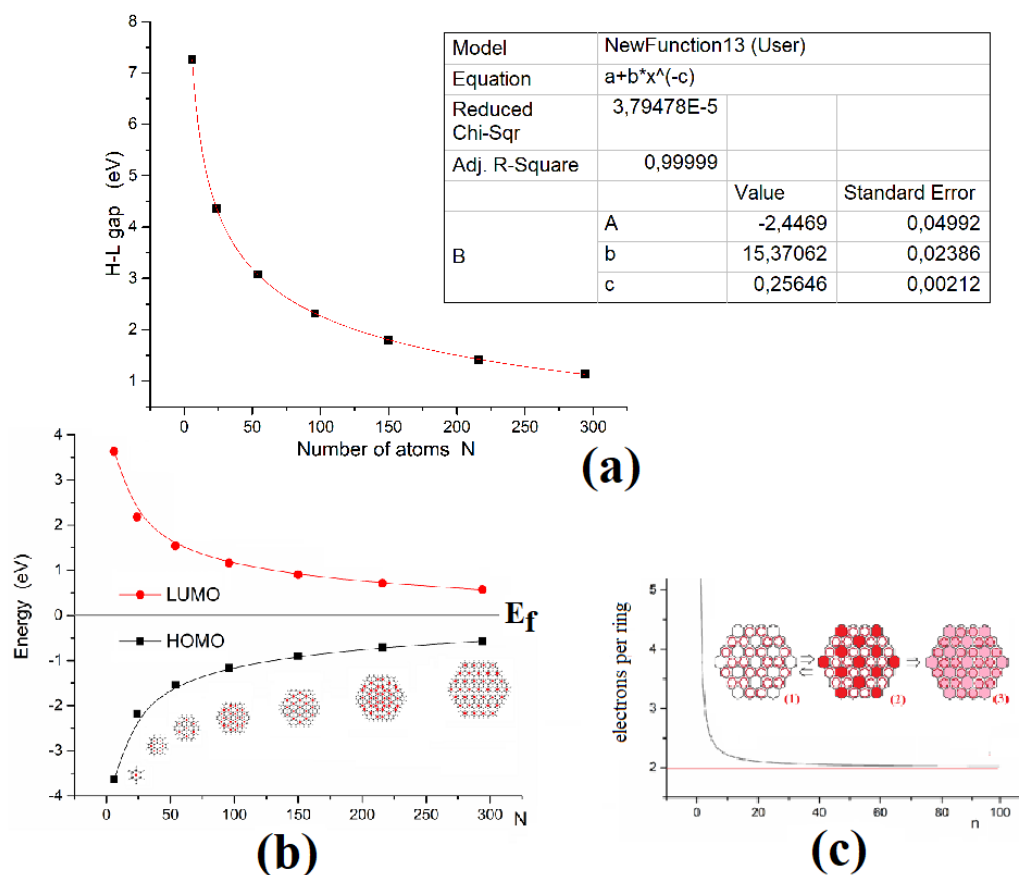 8
7
6
5
4
3
2
1
H-L gap (eV)
0 50 100 150 200 250 300
Number of atoms N
Model NewFunction13 (User)
Equation a+b*x^(-c)
Reduced Chi-Sqr 3,79478E-5
Adj. R-Square 0,99999
Value Standard Error
B A -2,4469 0,04992
b 15,37062 0,02386
c 0,25646 0,00212
(a)
4
3
2
1
0
-1
-2
-3
-4
Energy (eV)
LUMO
HOMO
E_f
0 50 100 150 200 250 300 N
(b)
5
4
3
2
electrons per ring
(1) (2) (3)
0 20 40 60 80 100
n
(c)